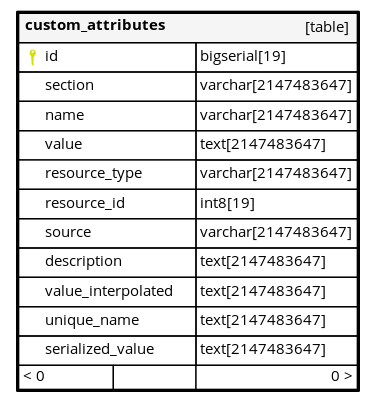 custom_attributes [table]
id bigserial[19]
section varchar[2147483647]
name varchar[2147483647]
value text[2147483647]
resource_type varchar[2147483647]
resource_id int8[19]
source varchar[2147483647]
description text[2147483647]
value_interpolated text[2147483647]
unique_name text[2147483647]
serialized_value text[2147483647]
< 0 0 >